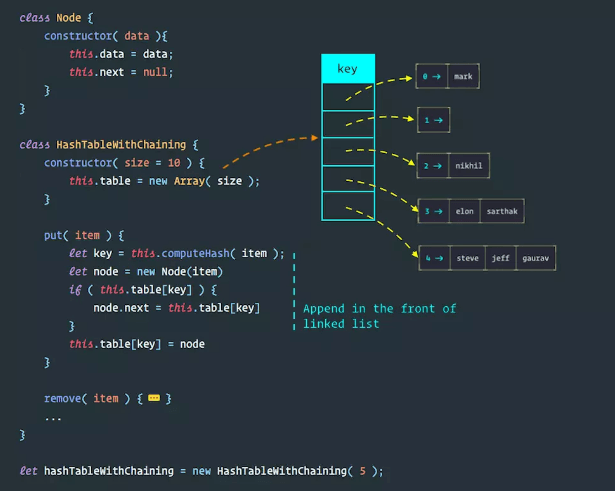 class Node {
constructor( data ){
this.data = data;
this.next = null;
}
}
class HashTableWithChaining {
constructor( size = 10 ) {
this.table = new Array( size );
}
put( item ) {
let key = this.computeHash( item );
let node = new Node(item)
if ( this.table[key] ) {
node.next = this.table[key]
}
this.table[key] = node
}
remove( item ) { ••• }
...
}
let hashTableWithChaining = new HashTableWithChaining( 5 );
key
0 → mark
1 →
2 → nikhil
3 → elon sarthak
4 → steve jeff gaurav
Append in the front of
linked list